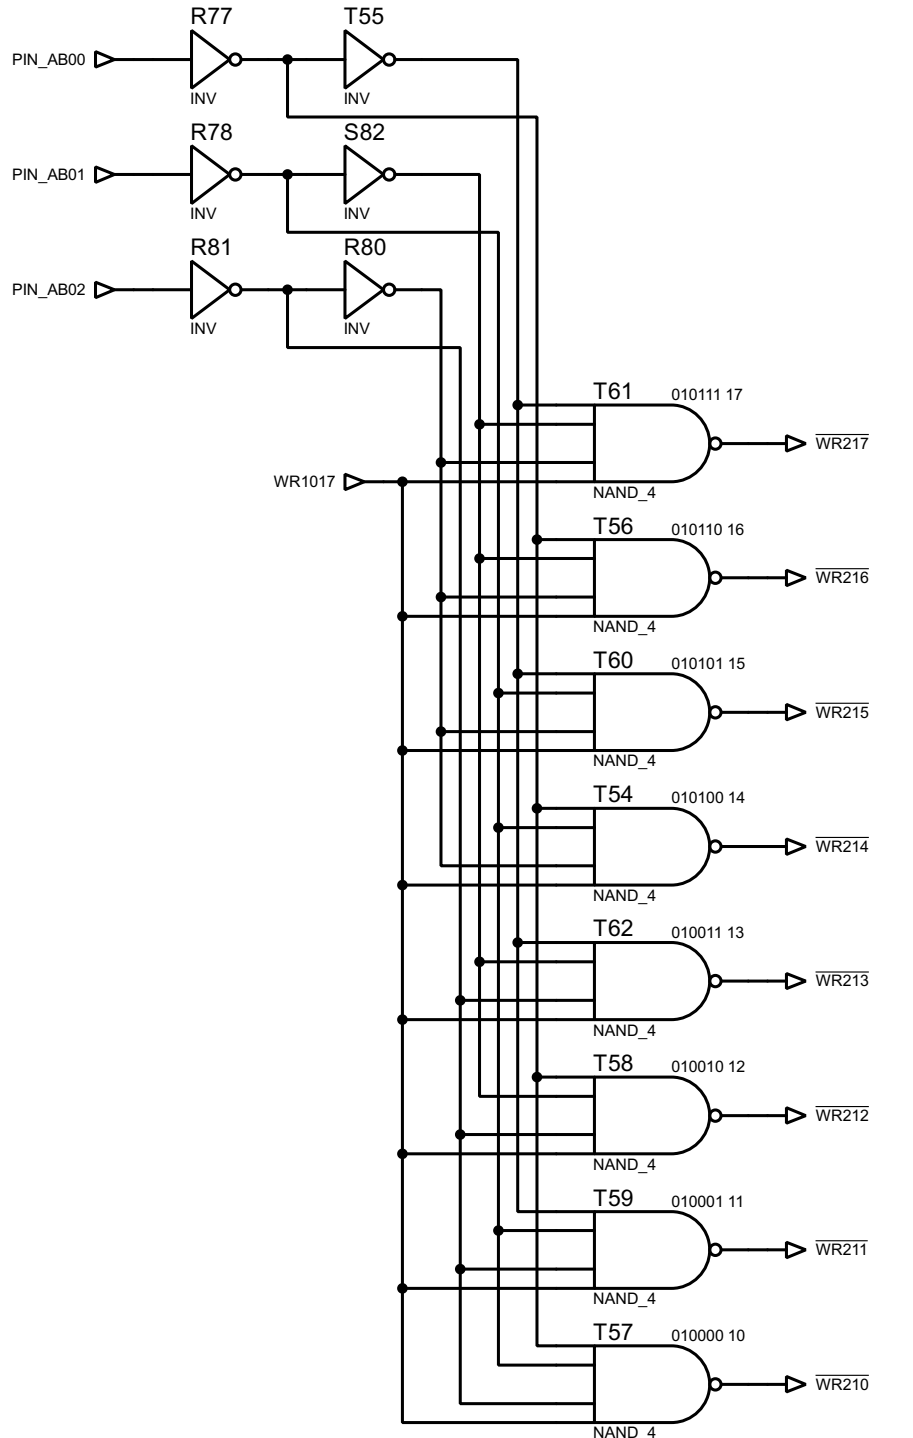 R77 T55
PIN_AB00
INV INV
R78 S82
PIN_AB01
INV INV
R81 R80
PIN_AB02
INV INV
T61 010111 17
WR217
WR1017
NAND_4
T56 010110 16
WR216
NAND_4
T60 010101 15
WR215
NAND_4
T54 010100 14
WR214
NAND_4
T62 010011 13
WR213
NAND_4
T58 010010 12
WR212
NAND_4
T59 010001 11
WR211
NAND_4
T57 010000 10
WR210
NAND_4